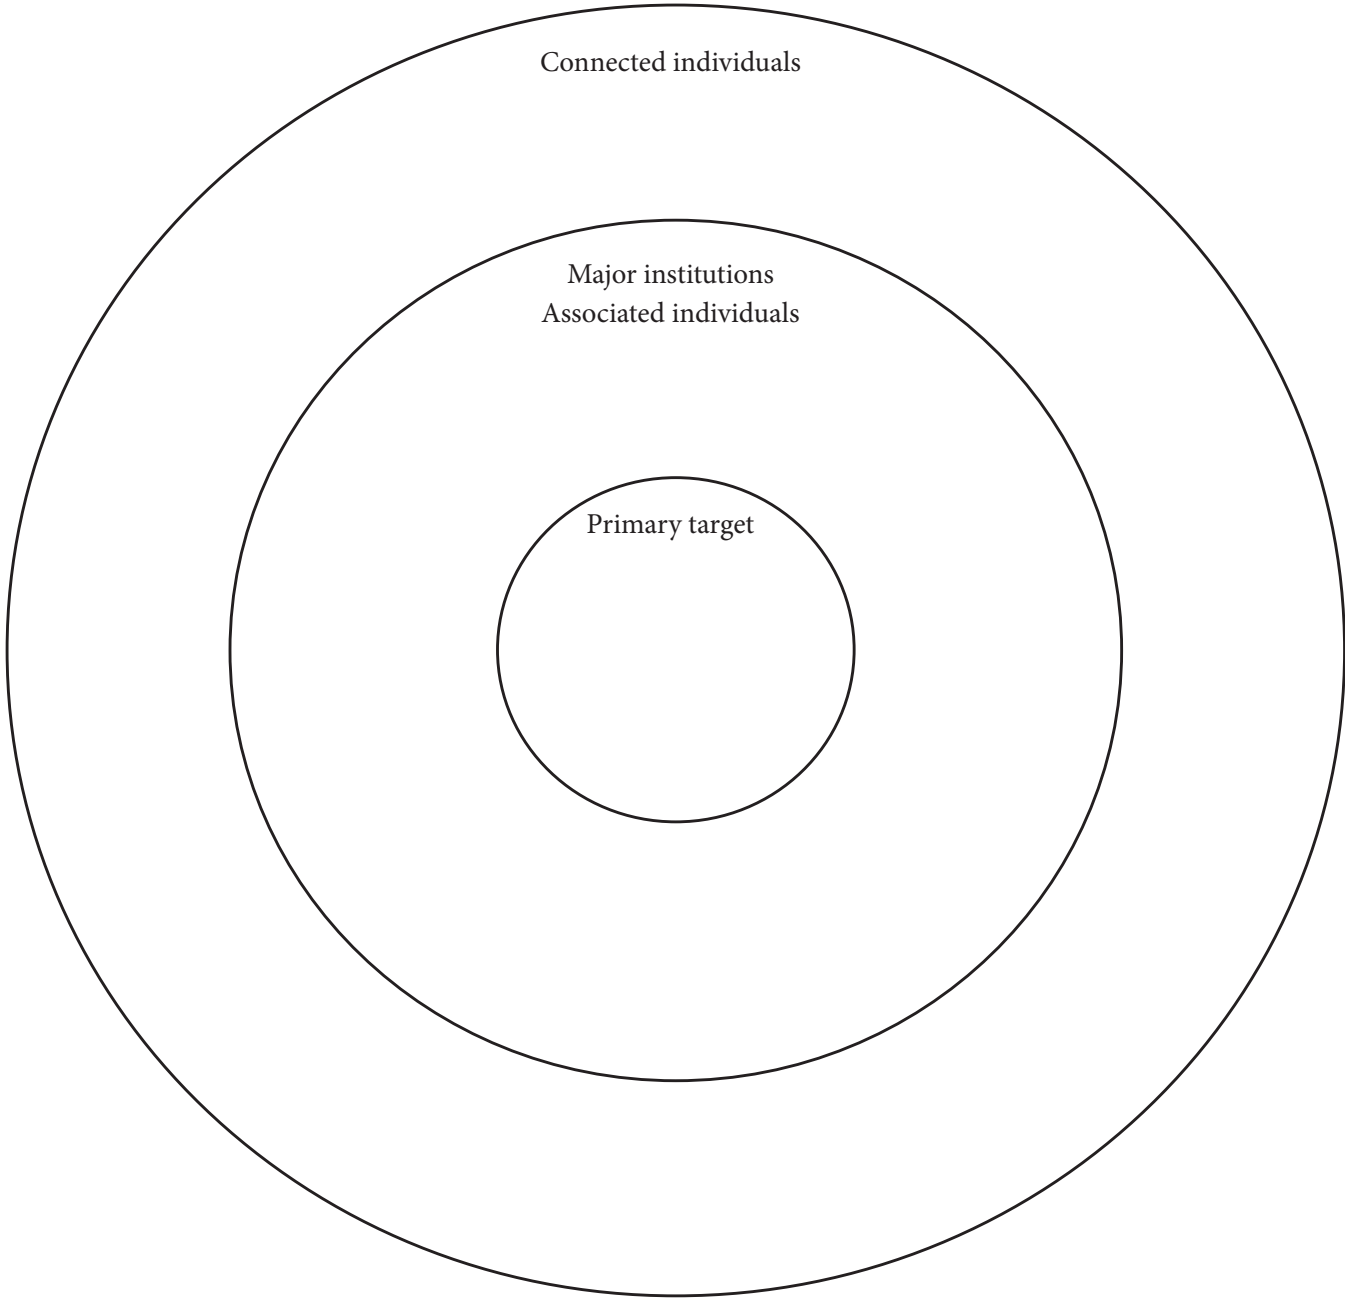 Connected individuals
Major institutions
Associated individuals
Primary target